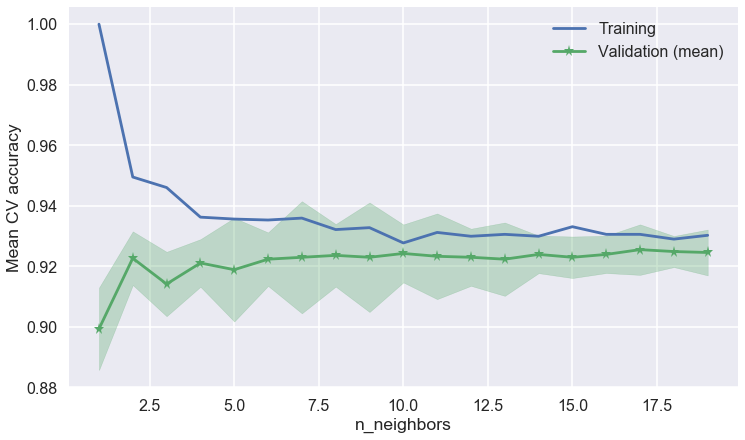 Training
Validation (mean)
Mean CV accuracy
1.00
0.98
0.96
0.94
0.92
0.90
0.88
2.5 5.0 7.5 10.0 12.5 15.0 17.5
n_neighbors